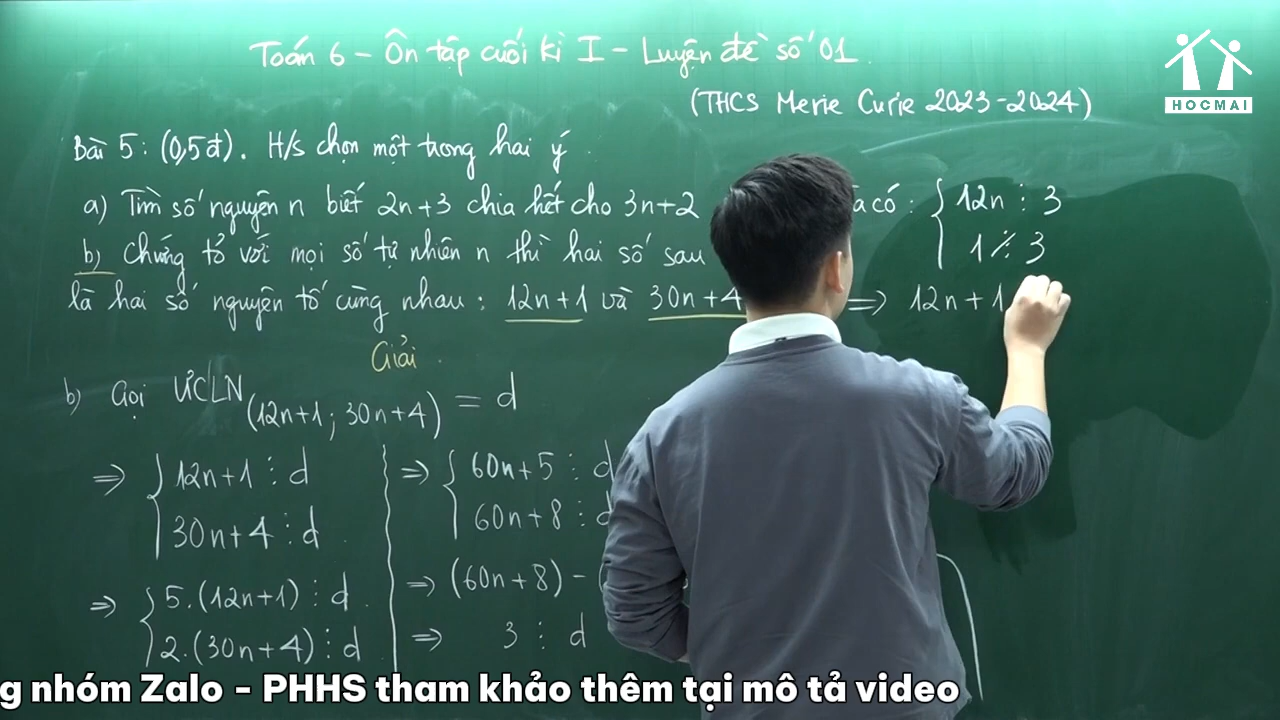 Toán 6 - Ôn tập cuối kì I - Luyện đề số 01.
(THCS Merie Curie 2023-2024)
HOCMAI
Bài 5: (0,5đ). H/s chọn một trong hai ý
a) Tìm số nguyên n biết 2n+3 chia hết cho 3n+2
b) Chứng tỏ với mọi số tự nhiên n thì hai số sau
là hai số nguyên tố cùng nhau: 12n+1 và 30n+4
Giải.
b) Gọi ƯCLN(12n+1; 30n+4) = d
=> { 12n+1 ⋮ d
30n+4 ⋮ d
=> { 5.(12n+1) ⋮ d
2.(30n+4) ⋮ d
=> { 60n+5 ⋮ d
60n+8 ⋮ d
=> (60n+8) - (
=> 3 ⋮ d
có: { 12n ⋮ 3
1 ⋮̸ 3
=> 12n+1
g nhóm Zalo - PHHS tham khảo thêm tại mô tả video